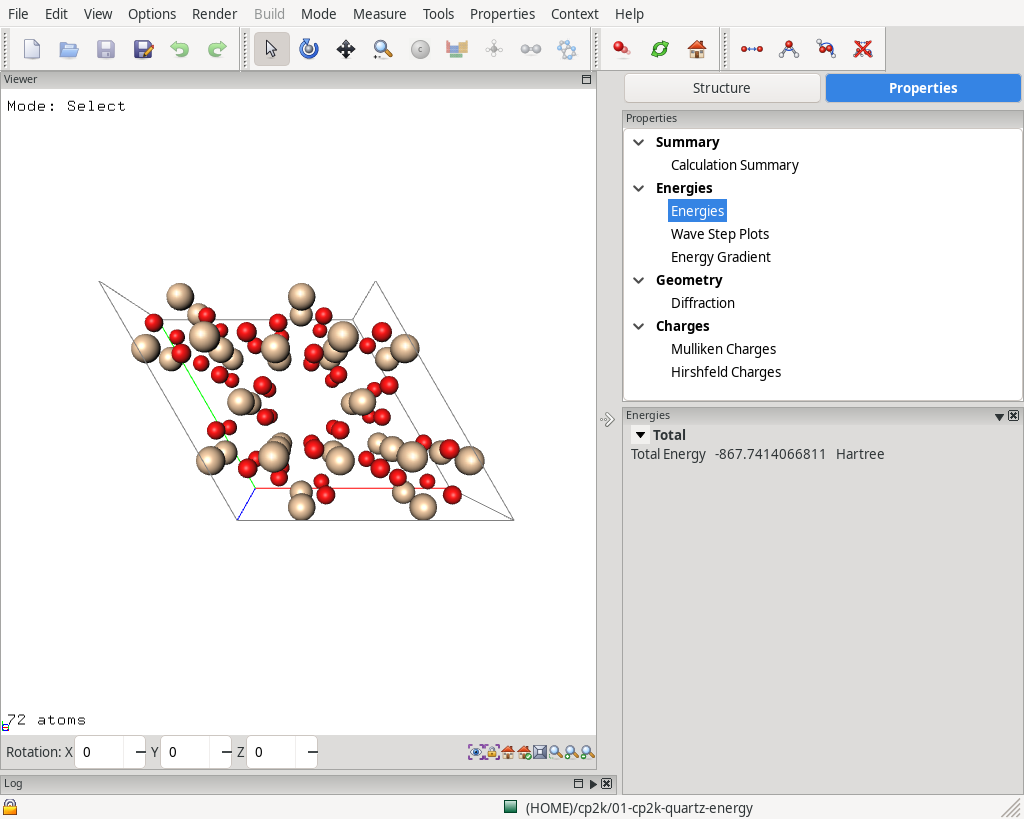 File Edit View Options Render Build Mode Measure Tools Properties Context Help
Viewer
Mode: Select
72 atoms
Rotation: X 0 Y 0 Z 0
Log
Structure Properties
Properties
Summary
Calculation Summary
Energies
Energies
Wave Step Plots
Energy Gradient
Geometry
Diffraction
Charges
Mulliken Charges
Hirshfeld Charges
Energies
Total
Total Energy -867.7414066811 Hartree
(HOME)/cp2k/01-cp2k-quartz-energy